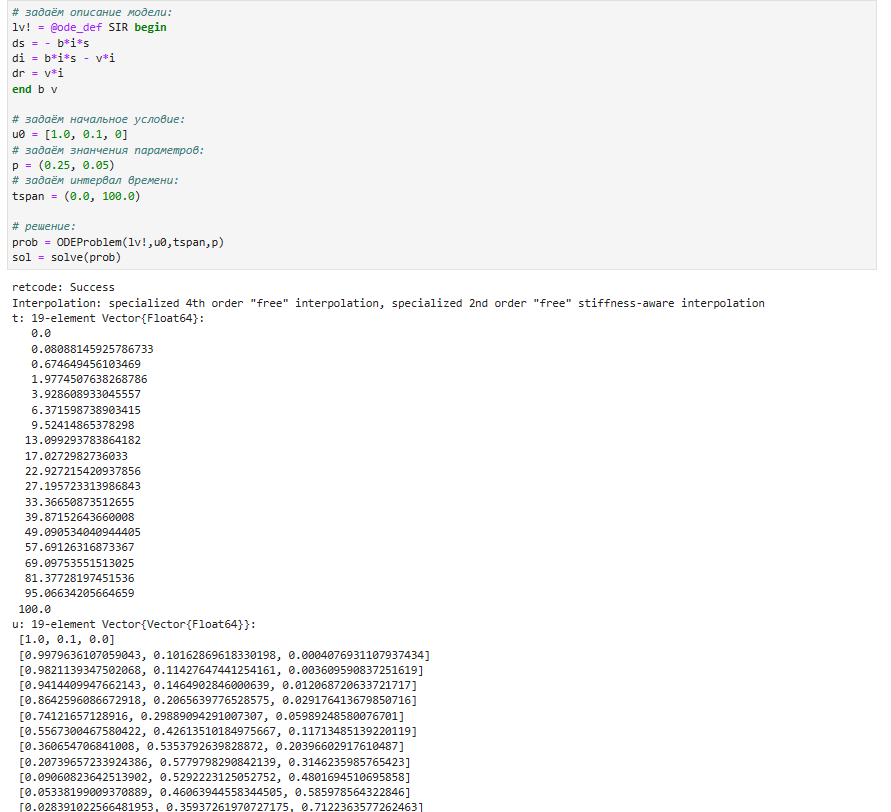 # задаём описание модели:
lv! = @ode_def SIR begin
ds = - b*i*s
di = b*i*s - v*i
dr = v*i
end b v
# задаём начальное условие:
u0 = [1.0, 0.1, 0]
# задаём знанчения параметров:
p = (0.25, 0.05)
# задаём интервал времени:
tspan = (0.0, 100.0)
# решение:
prob = ODEProblem(lv!,u0,tspan,p)
sol = solve(prob)
retcode: Success
Interpolation: specialized 4th order "free" interpolation, specialized 2nd order "free" stiffness-aware interpolation
t: 19-element Vector{Float64}:
0.0
0.08088145925786733
0.674649456103469
1.9774507638268786
3.928608933045557
6.371598738903415
9.52414865378298
13.099293783864182
17.0272982736033
22.927215420937856
27.195723313986843
33.36650873512655
39.87152643660008
49.090534040944405
57.69126316873367
69.09753551513025
81.37728197451536
95.06634205664659
100.0
u: 19-element Vector{Vector{Float64}}:
[1.0, 0.1, 0.0]
[0.9979636107059043, 0.10162869618330198, 0.0004076931107937434]
[0.9821139347502068, 0.11427647441254161, 0.003609590837251619]
[0.9414409947662143, 0.1464902846000639, 0.012068720633721717]
[0.8642596086672918, 0.2065639776528575, 0.029176413679850716]
[0.74121657128916, 0.29889094291007307, 0.05989248580076701]
[0.5567300467580422, 0.42613510184975667, 0.11713485139220119]
[0.360654706841008, 0.5353792639828872, 0.20396602917610487]
[0.20739657233924386, 0.5779798290842139, 0.3146235985765423]
[0.09060823642513902, 0.5292223125052752, 0.4801694510695858]
[0.05338199009370889, 0.46063944558344505, 0.585978564322846]
[0.028391022566481953, 0.35937261970727175, 0.7122363577262463]